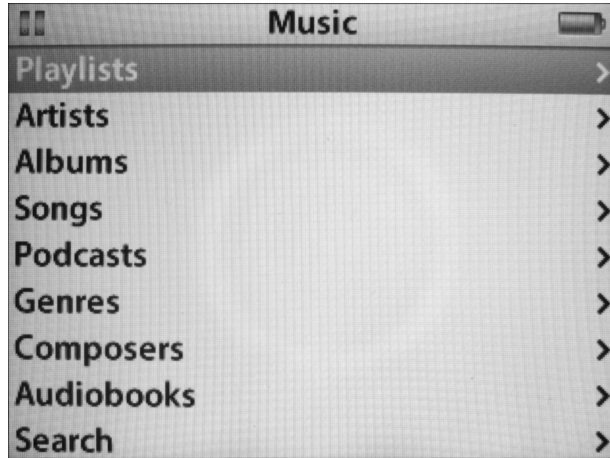 Music
Playlists
Artists
Albums
Songs
Podcasts
Genres
Composers
Audiobooks
Search